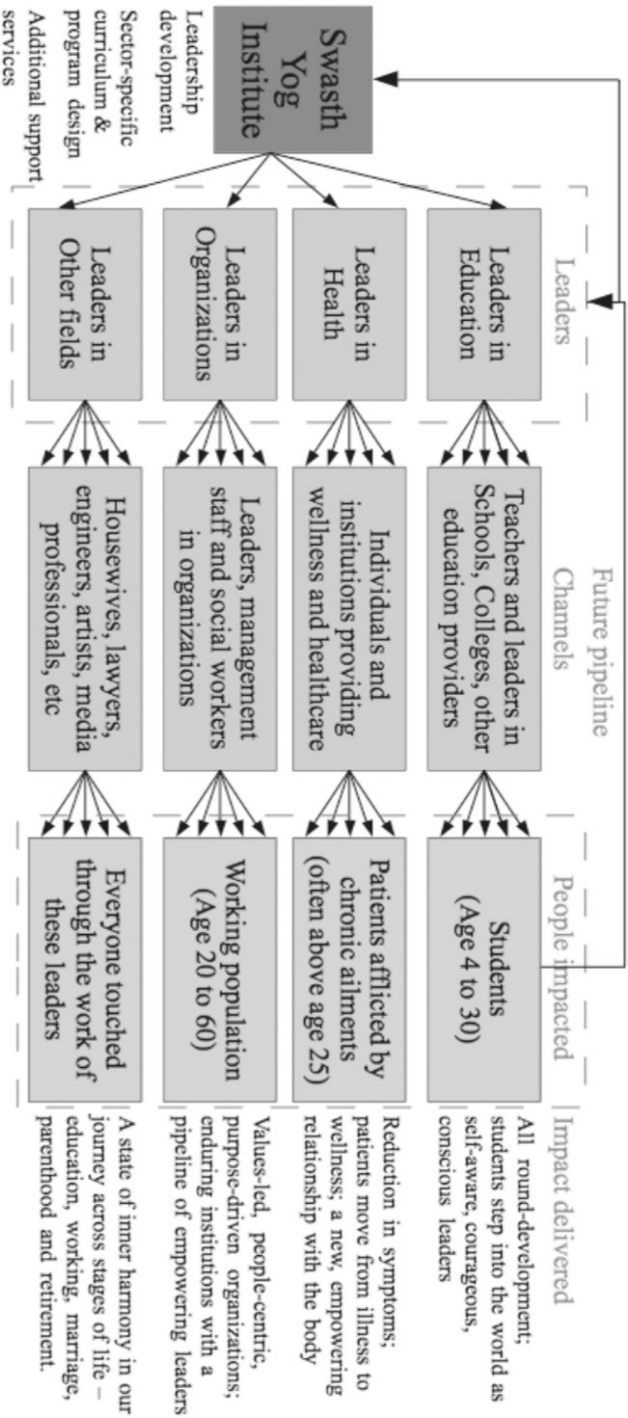 Future pipeline
Leaders
Channels
People impacted
Impact delivered
Swasth
Yog
Institute
Leadership
development
Sector-specific
curriculum &
program design
Additional support
services
Leaders in
Education
Teachers and leaders in
Schools, Colleges, other
education providers
Students
(Age 4 to 30)
All round-development;
students step into the world as
self-aware, courageous,
conscious leaders
Leaders in
Health
Individuals and
institutions providing
wellness and healthcare
Patients afflicted by
chronic ailments
(often above age 25)
Reduction in symptoms;
patients move from illness to
wellness; a new, empowering
relationship with the body
Leaders in
Organizations
Leaders, management
staff and social workers
in organizations
Working population
(Age 20 to 60)
Values-led, people-centric,
purpose-driven organizations;
enduring institutions with a
pipeline of empowering leaders
Leaders in
Other fields
Housewives, lawyers,
engineers, artists, media
professionals, etc
Everyone touched
through the work of
these leaders
A state of inner harmony in our
journey across stages of life –
education, working, marriage,
parenthood and retirement.